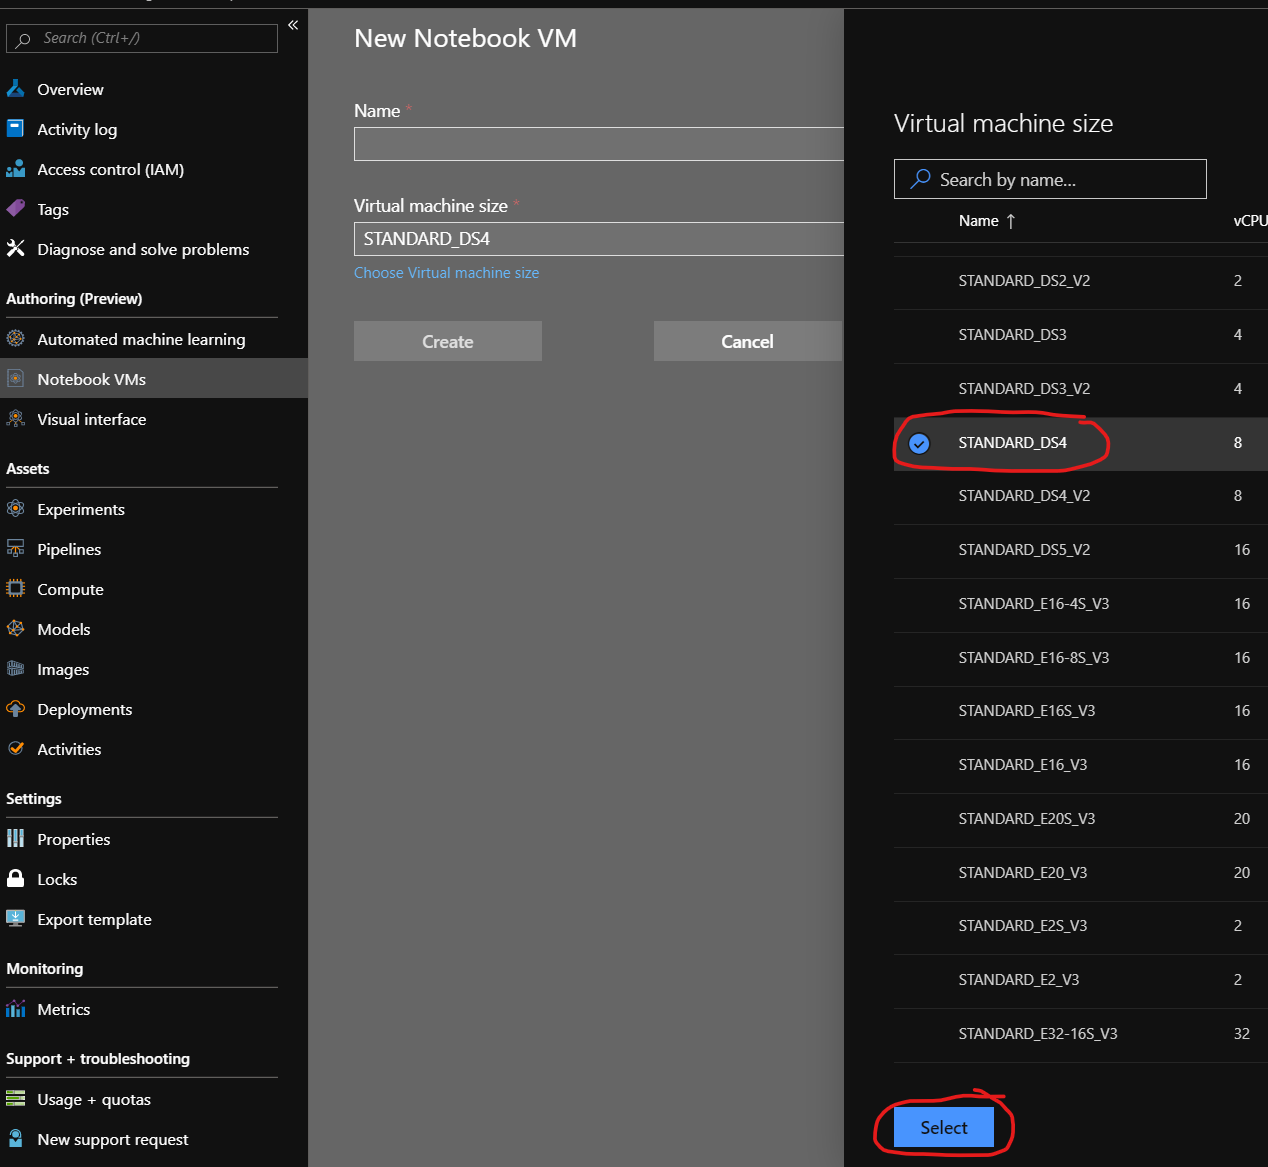 Search (Ctrl+/)
«
Overview
Activity log
Access control (IAM)
Tags
Diagnose and solve problems
Authoring (Preview)
Automated machine learning
Notebook VMs
Visual interface
Assets
Experiments
Pipelines
Compute
Models
Images
Deployments
Activities
Settings
Properties
Locks
Export template
Monitoring
Metrics
Support + troubleshooting
Usage + quotas
New support request
New Notebook VM
Name *
Virtual machine size *
STANDARD_DS4
Choose Virtual machine size
Create Cancel
Virtual machine size
Search by name...
Name ↑ vCPU
STANDARD_DS2_V2 2
STANDARD_DS3 4
STANDARD_DS3_V2 4
STANDARD_DS4 8
STANDARD_DS4_V2 8
STANDARD_DS5_V2 16
STANDARD_E16-4S_V3 16
STANDARD_E16-8S_V3 16
STANDARD_E16S_V3 16
STANDARD_E16_V3 16
STANDARD_E20S_V3 20
STANDARD_E20_V3 20
STANDARD_E2S_V3 2
STANDARD_E2_V3 2
STANDARD_E32-16S_V3 32
Select